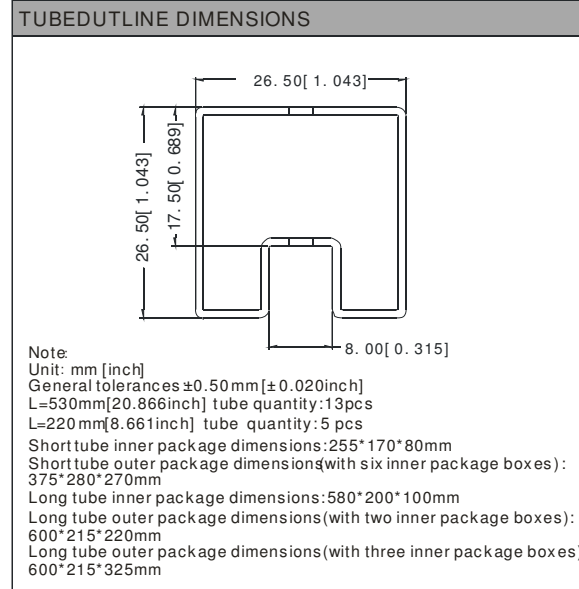 TUBEDUTLINE DIMENSIONS
26. 50[ 1. 043]
26. 50[ 1. 043]
17. 50[ 0. 689]
8. 00[ 0. 315]
Note:
Unit: mm [inch]
General tolerances ±0.50mm[±0.020inch]
L=530mm[20.866inch] tube quantity:13pcs
L=220mm[8.661inch] tube quantity:5 pcs
Short tube inner package dimensions:255*170*80mm
Short tube outer package dimensions(with six inner package boxes):
375*280*270mm
Long tube inner package dimensions:580*200*100mm
Long tube outer package dimensions(with two inner package boxes):
600*215*220mm
Long tube outer package dimensions(with three inner package boxes)
600*215*325mm